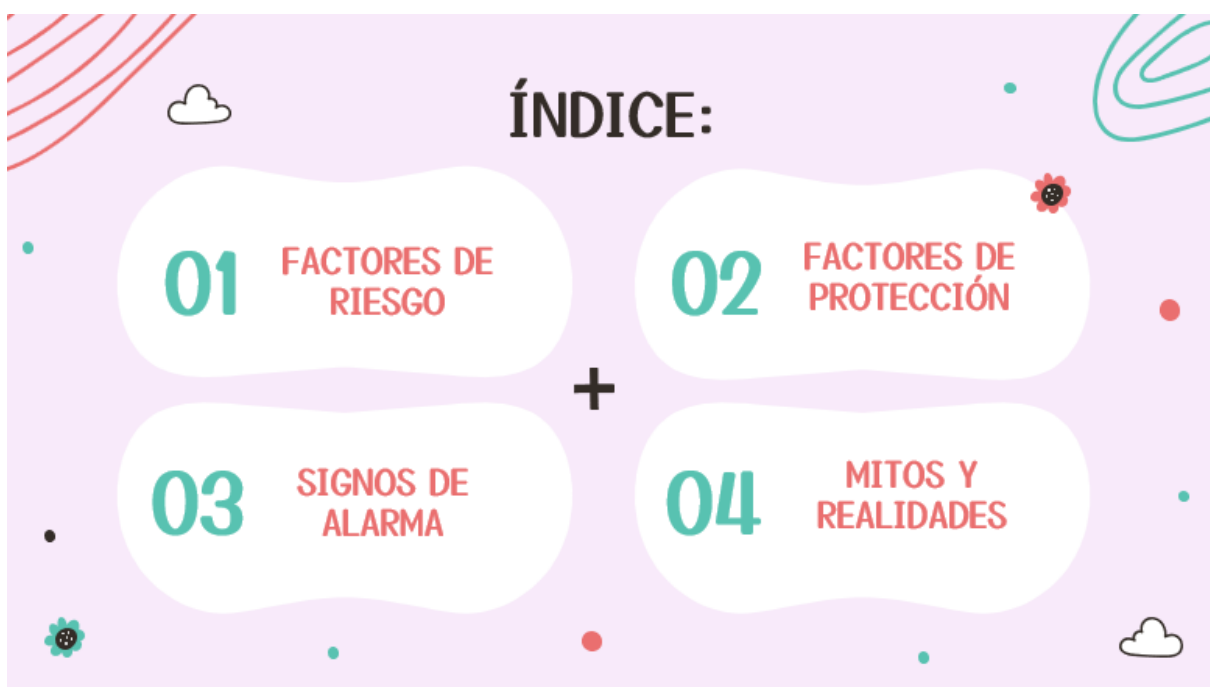 ÍNDICE:
01
FACTORES DE
RIESGO
02
FACTORES DE
PROTECCIÓN
+
03
SIGNOS DE
ALARMA
04
MITOS Y
REALIDADES